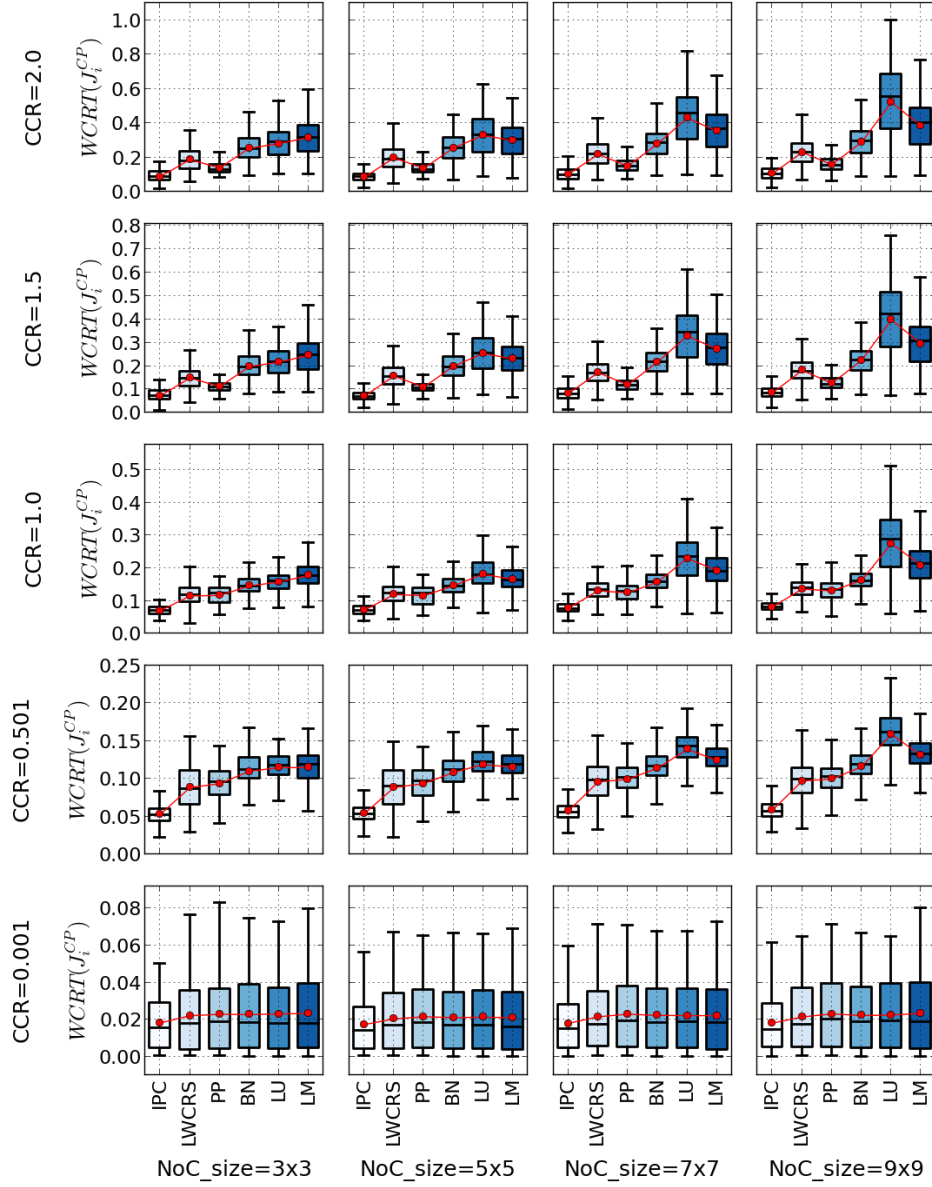 CCR=2.0
WCRT(J_i^{CP})
1.0
0.8
0.6
0.4
0.2
0.0
CCR=1.5
WCRT(J_i^{CP})
0.8
0.7
0.6
0.5
0.4
0.3
0.2
0.1
0.0
CCR=1.0
WCRT(J_i^{CP})
0.5
0.4
0.3
0.2
0.1
0.0
CCR=0.501
WCRT(J_i^{CP})
0.25
0.20
0.15
0.10
0.05
0.00
CCR=0.001
WCRT(J_i^{CP})
0.08
0.06
0.04
0.02
0.00
IPC LWCRS PP BN LU LM IPC LWCRS PP BN LU LM IPC LWCRS PP BN LU LM IPC LWCRS PP BN LU LM
NoC_size=3x3 NoC_size=5x5 NoC_size=7x7 NoC_size=9x9